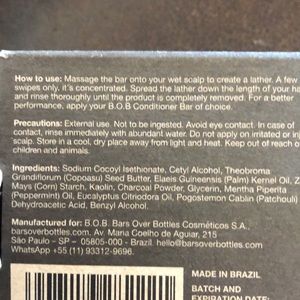 How to use: Massage the bar onto your wet scalp to create a lather. A few
swipes only, it's concentrated. Spread the lather down the length of your ha
and rinse thoroughly until the product is completely removed. For a better
performance, apply your B.O.B Conditioner Bar of choice.
Precautions: External use. Not to be ingested. Avoid eye contact. In case of
contact, rinse immediately with abundant water. Do not apply on irritated or in
scalp. Store in a cool, dry place away from light and heat. Keep out of reach o
children and animals.
Ingredients: Sodium Cocoyl Isethionate, Cetyl Alcohol, Theobroma
Grandiflorum (Cupuasu) Seed Butter, Elaeis Guineensis (Palm) Kernel Oil, Z
Mays (Corn) Starch, Kaolin, Charcoal Powder, Glycerin, Mentha Piperita
(Peppermint) Oil, Eucalyptus Citriodora Oil, Pogostemon Cablin (Patchouli)
Dehydroacetic Acid, Benzyl Alcohol.
Manufactured for: B.O.B. Bars Over Bottles Cosméticos S.A.,
barsoverbottles.com, Av. Maria Coelho de Aguiar, 215
São Paulo - SP - 05805-000 - Brazil. hello@barsoverbottles.com
WhatsApp +55 (11) 93312-9696.
MADE IN BRAZIL
BATCH AND
EXPIRATION DATE: